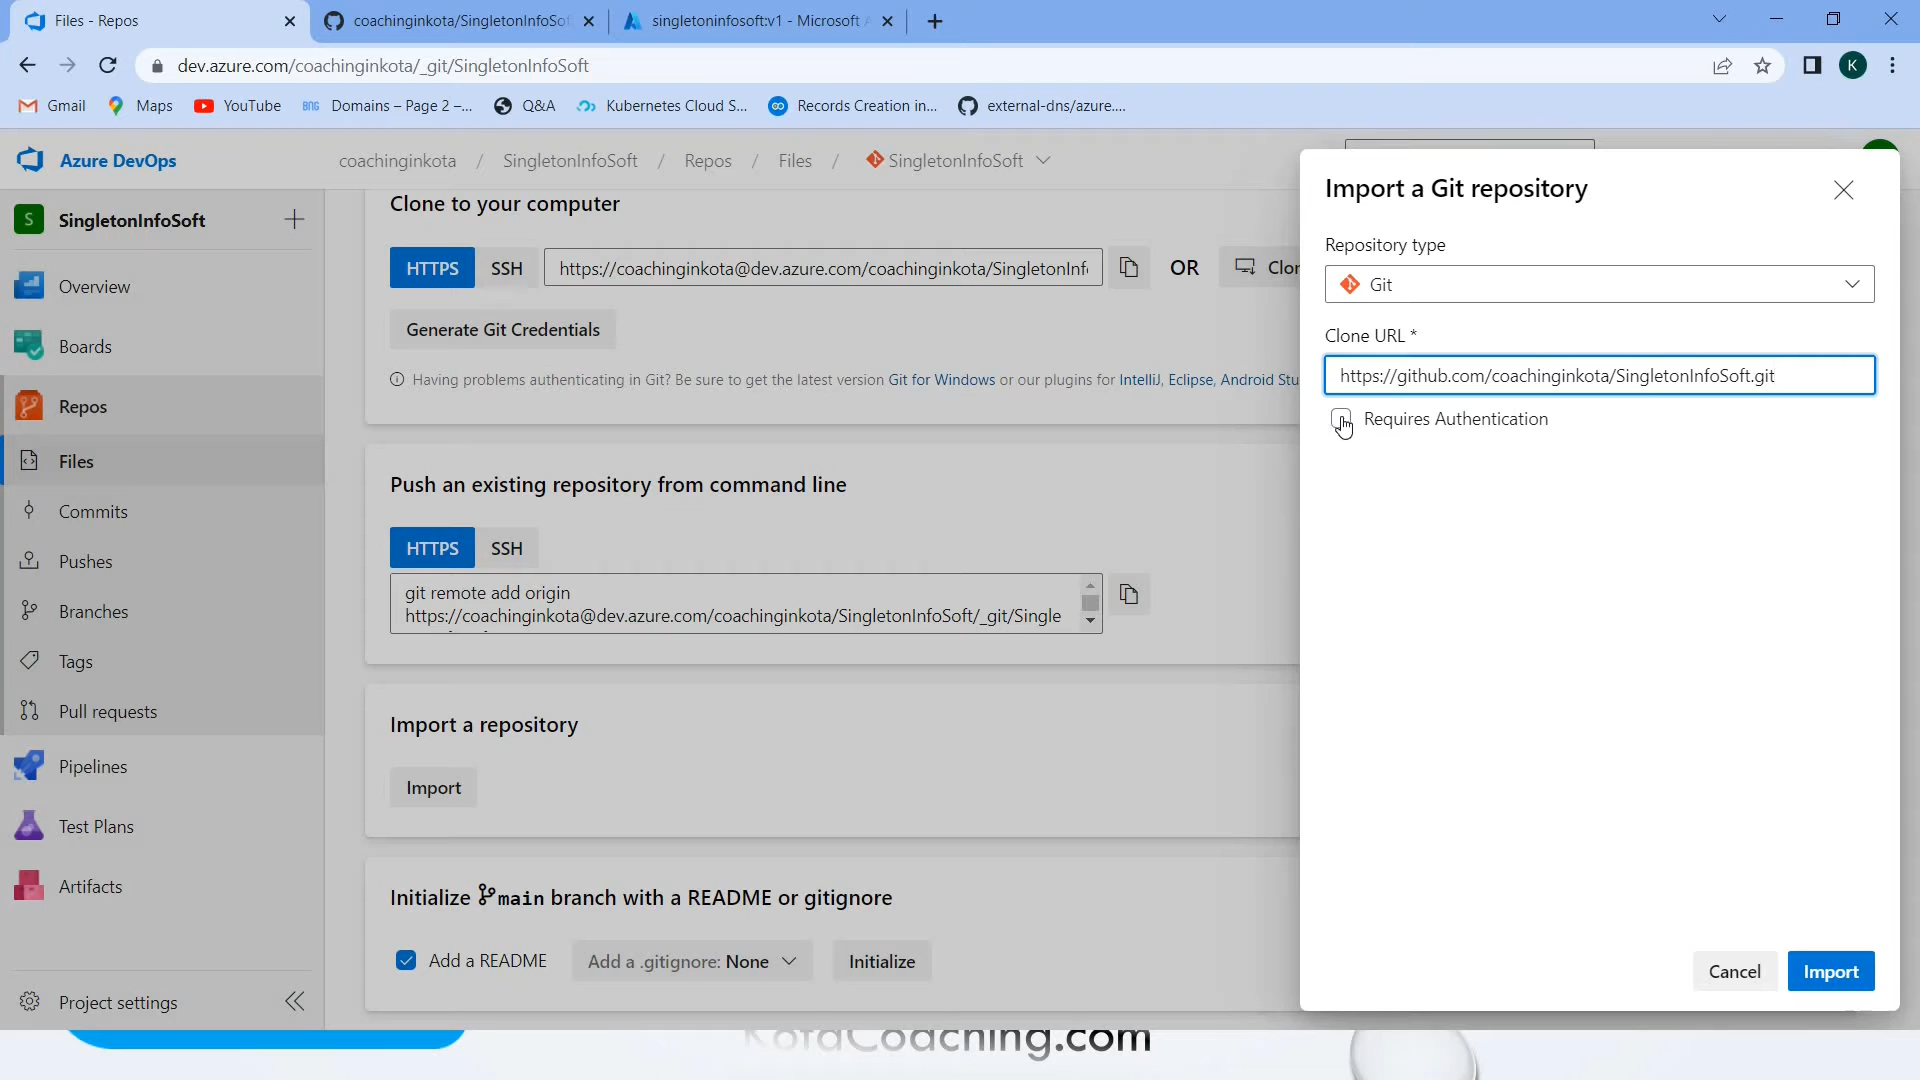 Files - Repos
coachinginkota/SingletonInfoSof
singletoninfosoft:v1 - Microsoft A
dev.azure.com/coachinginkota/_git/SingletonInfoSoft
K
Gmail
Maps
YouTube
BNG Domains – Page 2 –...
Q&A
Kubernetes Cloud S...
Records Creation in...
external-dns/azure....
Azure DevOps
coachinginkota / SingletonInfoSoft / Repos / Files / SingletonInfoSoft
S SingletonInfoSoft
Overview
Boards
Repos
Files
Commits
Pushes
Branches
Tags
Pull requests
Pipelines
Test Plans
Artifacts
Project settings
Clone to your computer
HTTPS SSH https://coachinginkota@dev.azure.com/coachinginkota/SingletonInf OR Clon
Generate Git Credentials
Having problems authenticating in Git? Be sure to get the latest version Git for Windows or our plugins for IntelliJ, Eclipse, Android Stu
Push an existing repository from command line
HTTPS SSH
git remote add origin
https://coachinginkota@dev.azure.com/coachinginkota/SingletonInfoSoft/_git/Single
Import a repository
Import
Initialize main branch with a README or gitignore
Add a README Add a .gitignore: None Initialize
Import a Git repository
Repository type
Git
Clone URL *
https://github.com/coachinginkota/SingletonInfoSoft.git
Requires Authentication
Cancel Import
KotaCoaching.com